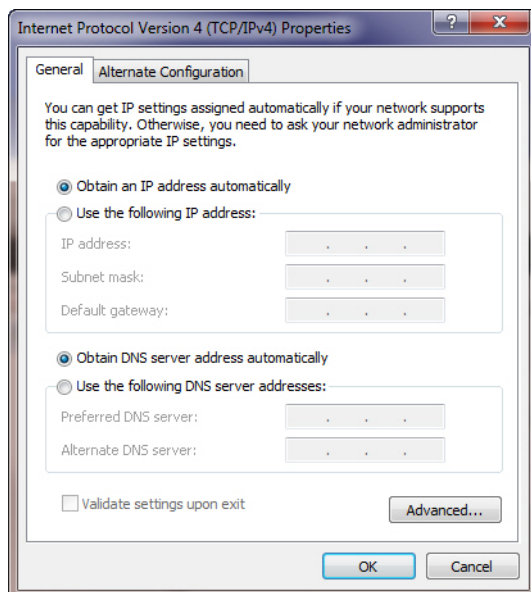 Internet Protocol Version 4 (TCP/IPv4) Properties
General
Alternate Configuration
You can get IP settings assigned automatically if your network supports
this capability. Otherwise, you need to ask your network administrator
for the appropriate IP settings.
Obtain an IP address automatically
Use the following IP address:
IP address:
Subnet mask:
Default gateway:
Obtain DNS server address automatically
Use the following DNS server addresses:
Preferred DNS server:
Alternate DNS server:
Validate settings upon exit
Advanced...
OK
Cancel